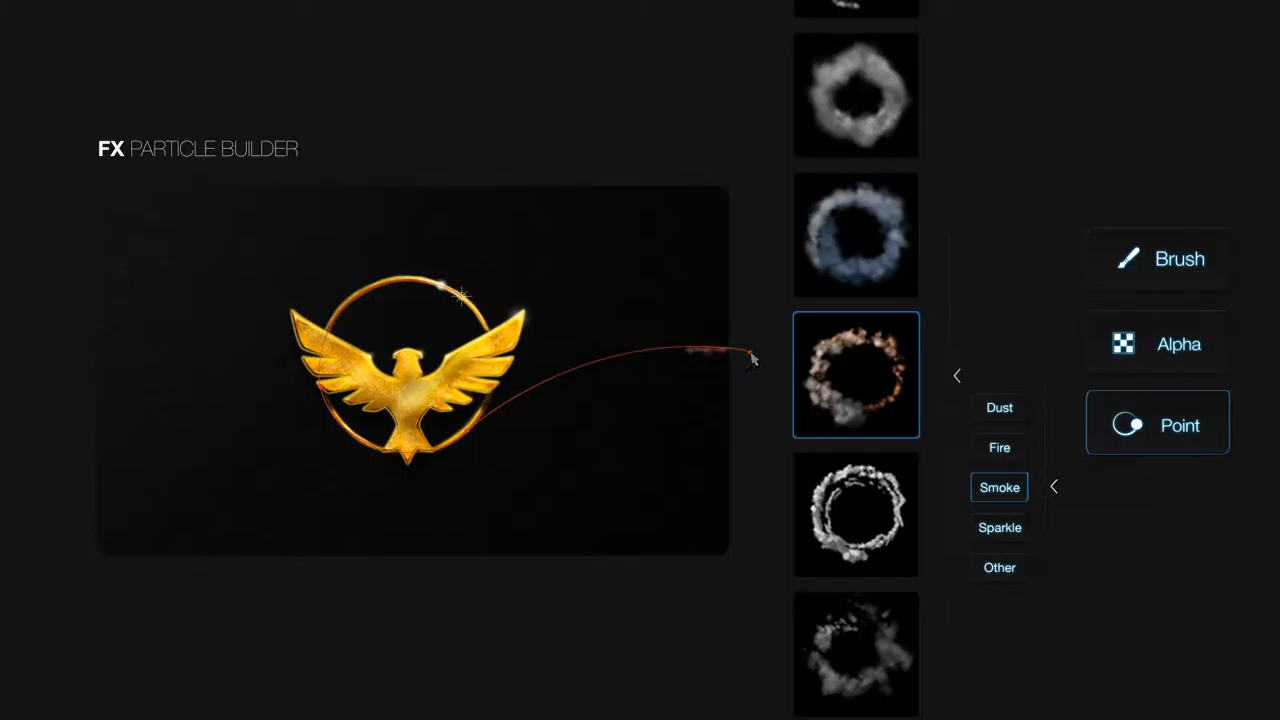 FX PARTICLE BUILDER
Brush
Alpha
Point
Dust
Fire
Smoke
Sparkle
Other